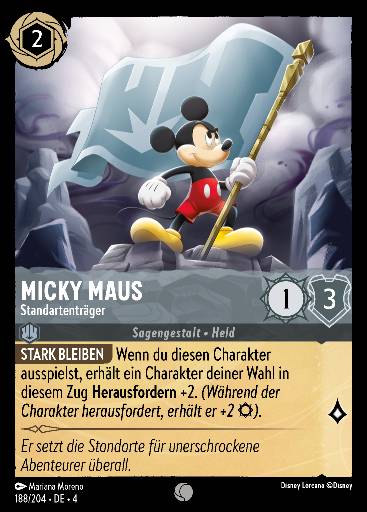 2
MICKY MAUS
Standartenträger
1
3
Sagengestalt • Held
STARK BLEIBEN Wenn du diesen Charakter
ausspielst, erhält ein Charakter deiner Wahl in
diesem Zug Herausfordern +2. (Während der
Charakter herausfordert, erhält er +2 ).
Er setzt die Standorte für unerschrockene
Abenteurer überall.
Mariana Moreno
Disney Lorcana ©Disney
188/204 • DE • 4